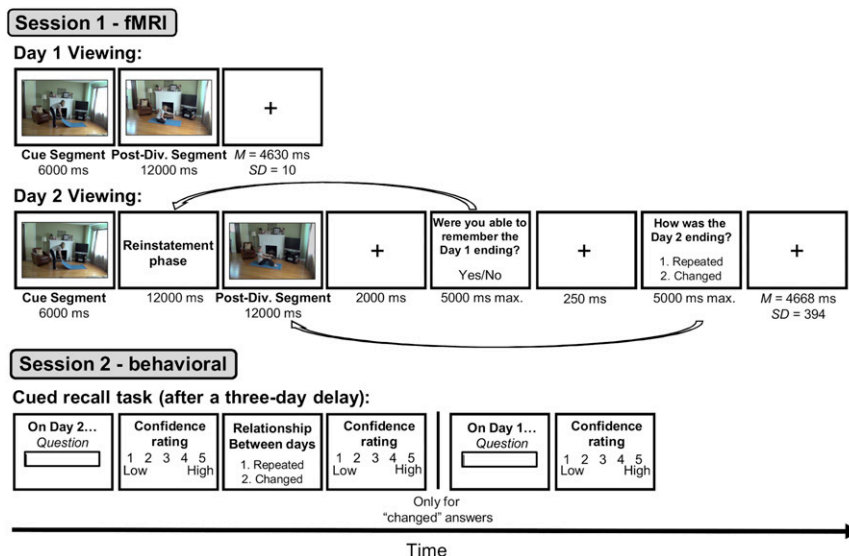 Session 1 - fMRI
Day 1 Viewing:
+
Cue Segment Post-Div. Segment M = 4630 ms
6000 ms 12000 ms SD = 10
Day 2 Viewing:
Reinstatement
phase
+
Were you able to
remember the
Day 1 ending?
Yes/No
+
How was the
Day 2 ending?
1. Repeated
2. Changed
+
Cue Segment 12000 ms Post-Div. Segment 2000 ms 5000 ms max. 250 ms 5000 ms max. M = 4668 ms
6000 ms 12000 ms SD = 394
Session 2 - behavioral
Cued recall task (after a three-day delay):
On Day 2...
Question
Confidence
rating
1 2 3 4 5
Low High
Relationship
Between days
1. Repeated
2. Changed
Confidence
rating
1 2 3 4 5
Low High
On Day 1...
Question
Confidence
rating
1 2 3 4 5
Low High
Only for
"changed" answers
Time